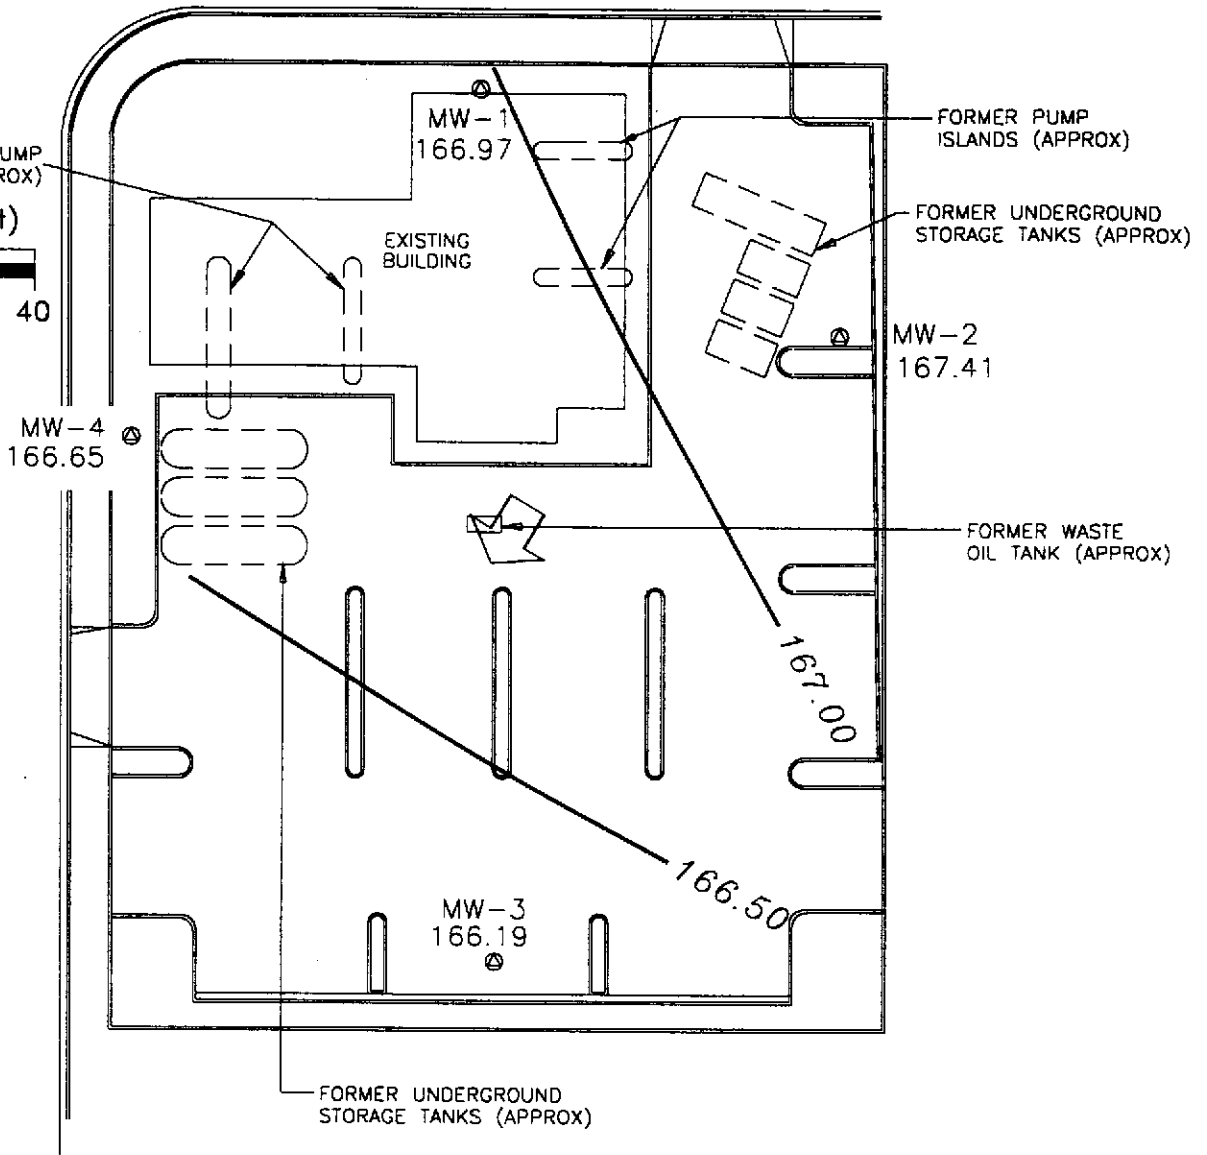 MW-1
166.97
FORMER PUMP
ISLANDS (APPROX)
UMP
ROX)
t)
40
EXISTING
BUILDING
FORMER UNDERGROUND
STORAGE TANKS (APPROX)
MW-2
167.41
MW-4
166.65
FORMER WASTE
OIL TANK (APPROX)
167.00
166.50
MW-3
166.19
FORMER UNDERGROUND
STORAGE TANKS (APPROX)